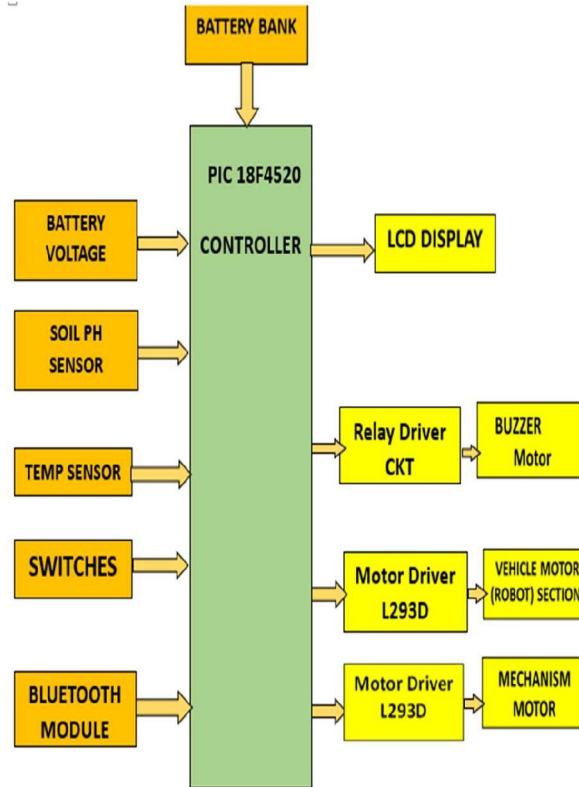 BATTERY BANK
PIC 18F4520
CONTROLLER
BATTERY
VOLTAGE
SOIL PH
SENSOR
TEMP SENSOR
SWITCHES
BLUETOOTH
MODULE
LCD DISPLAY
Relay Driver
CKT
BUZZER
Motor
Motor Driver
L293D
VEHICLE MOTOR
(ROBOT) SECTION
Motor Driver
L293D
MECHANISM
MOTOR